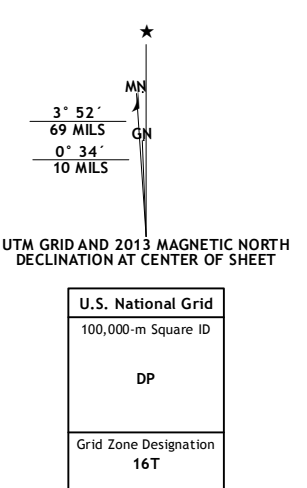 ★
MN
3° 52´
69 MILS
GN
0° 34´
10 MILS
UTM GRID AND 2013 MAGNETIC NORTH
DECLINATION AT CENTER OF SHEET
U.S. National Grid
100,000-m Square ID
DP
Grid Zone Designation
16T